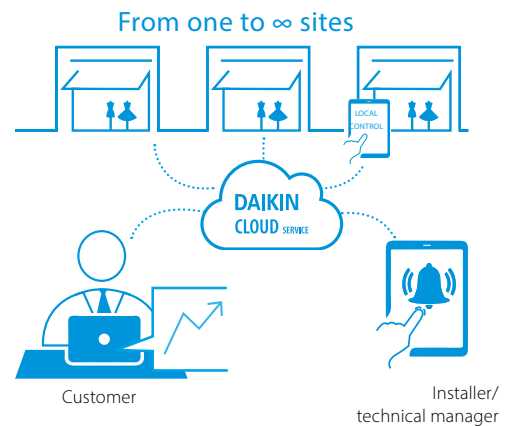 From one to ∞ sites
LOCAL
CONTROL
DAIKIN
CLOUD SERVICE
Customer
Installer/
technical manager